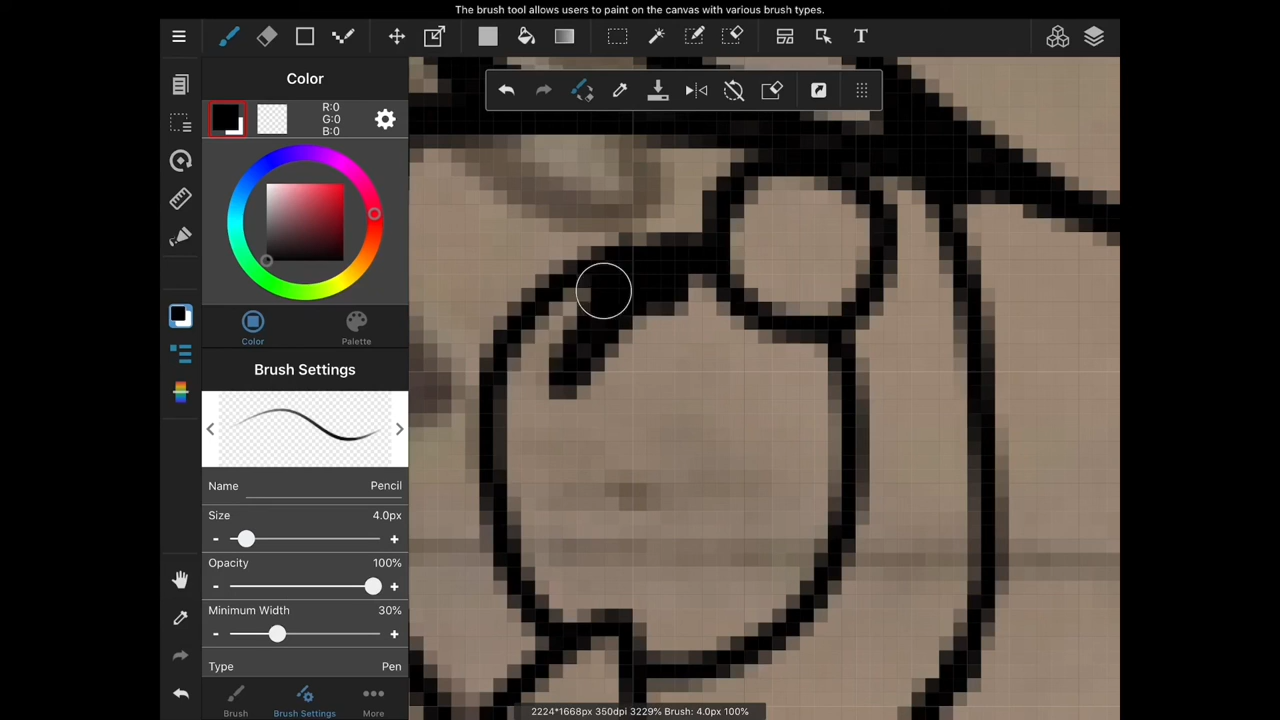 The brush tool allows users to paint on the canvas with various brush types.
T
Color
R:0
G:0
B:0
Color
Palette
Brush Settings
Name
Pencil
Size
4.0px
-
+
Opacity
100%
-
+
Minimum Width
30%
-
+
Type
Pen
Brush
Brush Settings
More
2224*1668px 350dpi 3229% Brush: 4.0px 100%